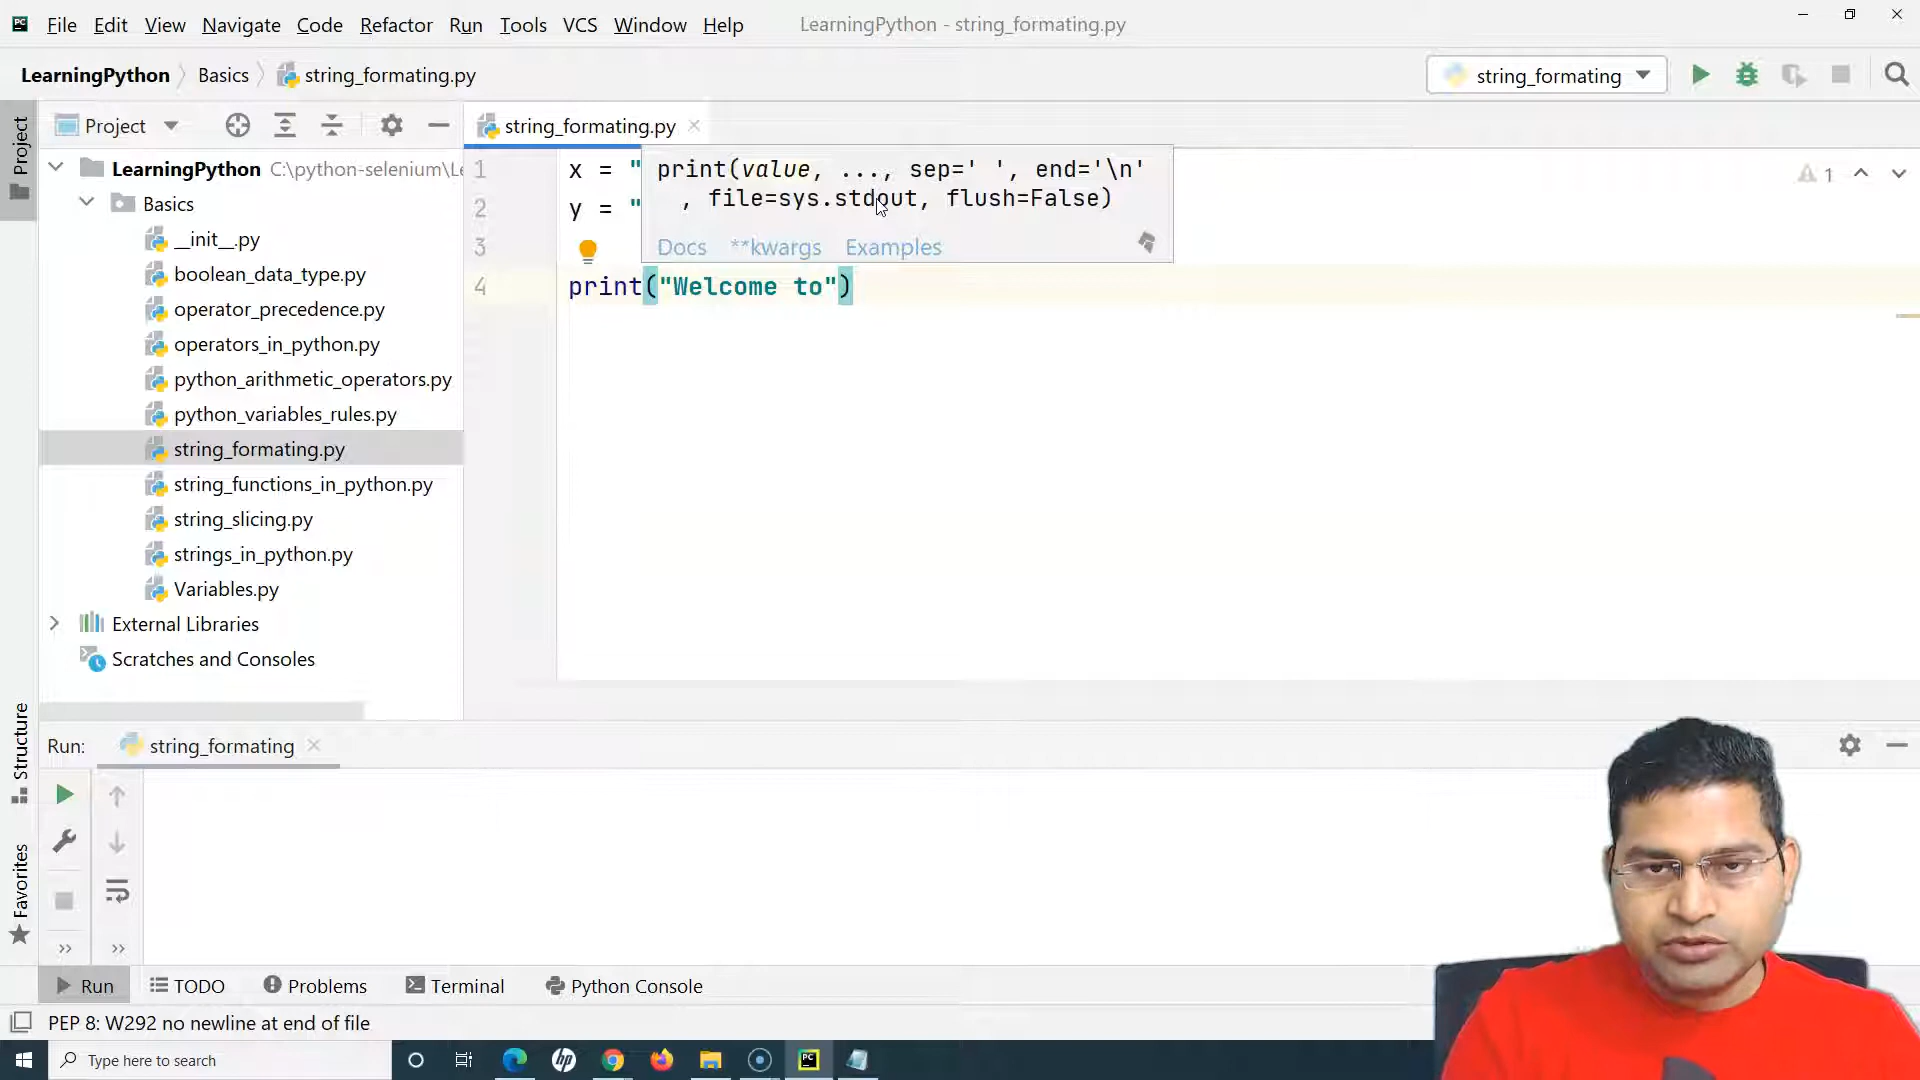 File Edit View Navigate Code Refactor Run Tools VCS Window Help LearningPython - string_formating.py
LearningPython Basics string_formating.py string_formating
Project string_formating.py
Project
LearningPython C:\python-selenium\Le
Basics
__init__.py
boolean_data_type.py
operator_precedence.py
operators_in_python.py
python_arithmetic_operators.py
python_variables_rules.py
string_formating.py
string_functions_in_python.py
string_slicing.py
strings_in_python.py
Variables.py
External Libraries
Scratches and Consoles
1 x = "
2 y = "
3
4 print("Welcome to")
print(value, ..., sep=' ', end='\n'
, file=sys.stdout, flush=False)
Docs **kwargs Examples
1
Structure
Favorites
Run: string_formating
Run TODO Problems Terminal Python Console
PEP 8: W292 no newline at end of file
Type here to search
hp
PC